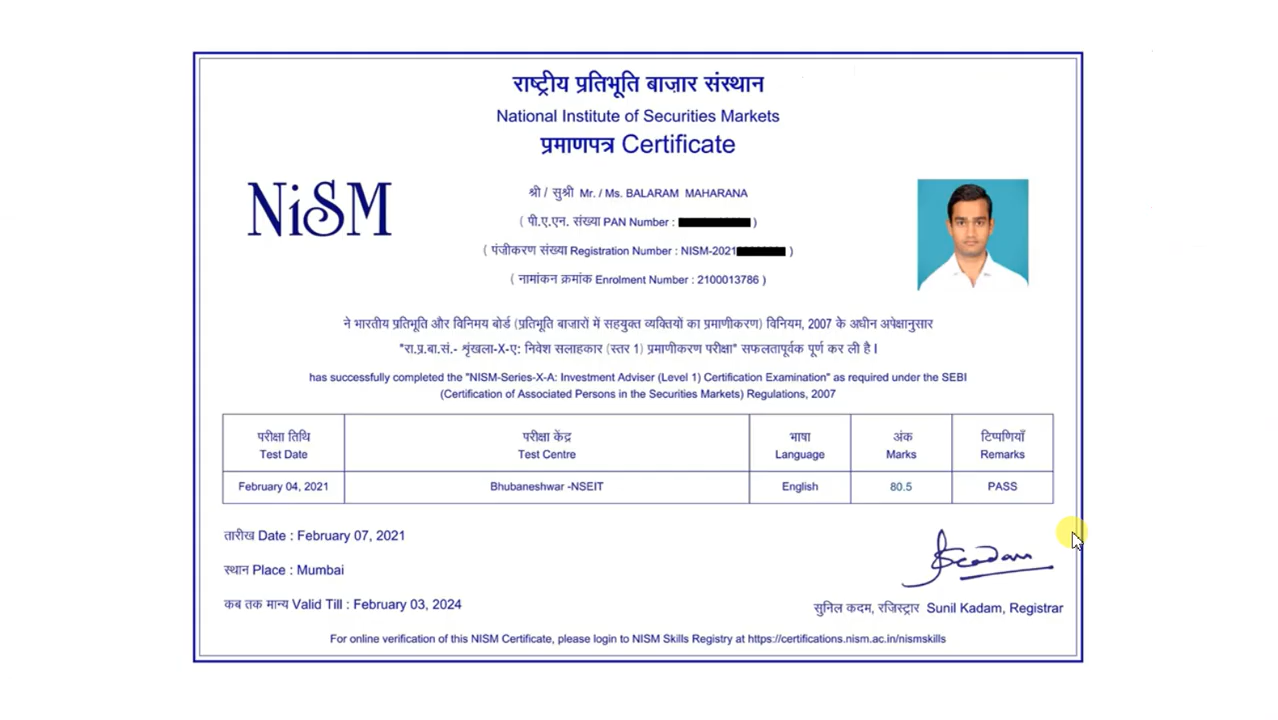 राष्ट्रीय प्रतिभूति बाज़ार संस्थान
National Institute of Securities Markets
प्रमाणपत्र Certificate
NiSM
श्री / सुश्री Mr. / Ms. BALARAM MAHARANA
( पी.ए.एन. संख्या PAN Number : )
( पंजीकरण संख्या Registration Number : NISM-2021 )
( नामांकन क्रमांक Enrolment Number : 2100013786 )
ने भारतीय प्रतिभूति और विनिमय बोर्ड (प्रतिभूति बाजारों में सहयुक्त व्यक्तियों का प्रमाणीकरण) विनियम, 2007 के अधीन अपेक्षानुसार
"रा.प्र.बा.सं.- शृंखला-X-ए: निवेश सलाहकार (स्तर 1) प्रमाणीकरण परीक्षा" सफलतापूर्वक पूर्ण कर ली है I
has successfully completed the "NISM-Series-X-A: Investment Adviser (Level 1) Certification Examination" as required under the SEBI
(Certification of Associated Persons in the Securities Markets) Regulations, 2007
परीक्षा तिथि परीक्षा केंद्र भाषा अंक टिप्पणियाँ
Test Date Test Centre Language Marks Remarks
February 04, 2021 Bhubaneshwar -NSEIT English 80.5 PASS
तारीख Date : February 07, 2021
स्थान Place : Mumbai
कब तक मान्य Valid Till : February 03, 2024
सुनिल कदम, रजिस्ट्रार Sunil Kadam, Registrar
For online verification of this NISM Certificate, please login to NISM Skills Registry at https://certifications.nism.ac.in/nismskills